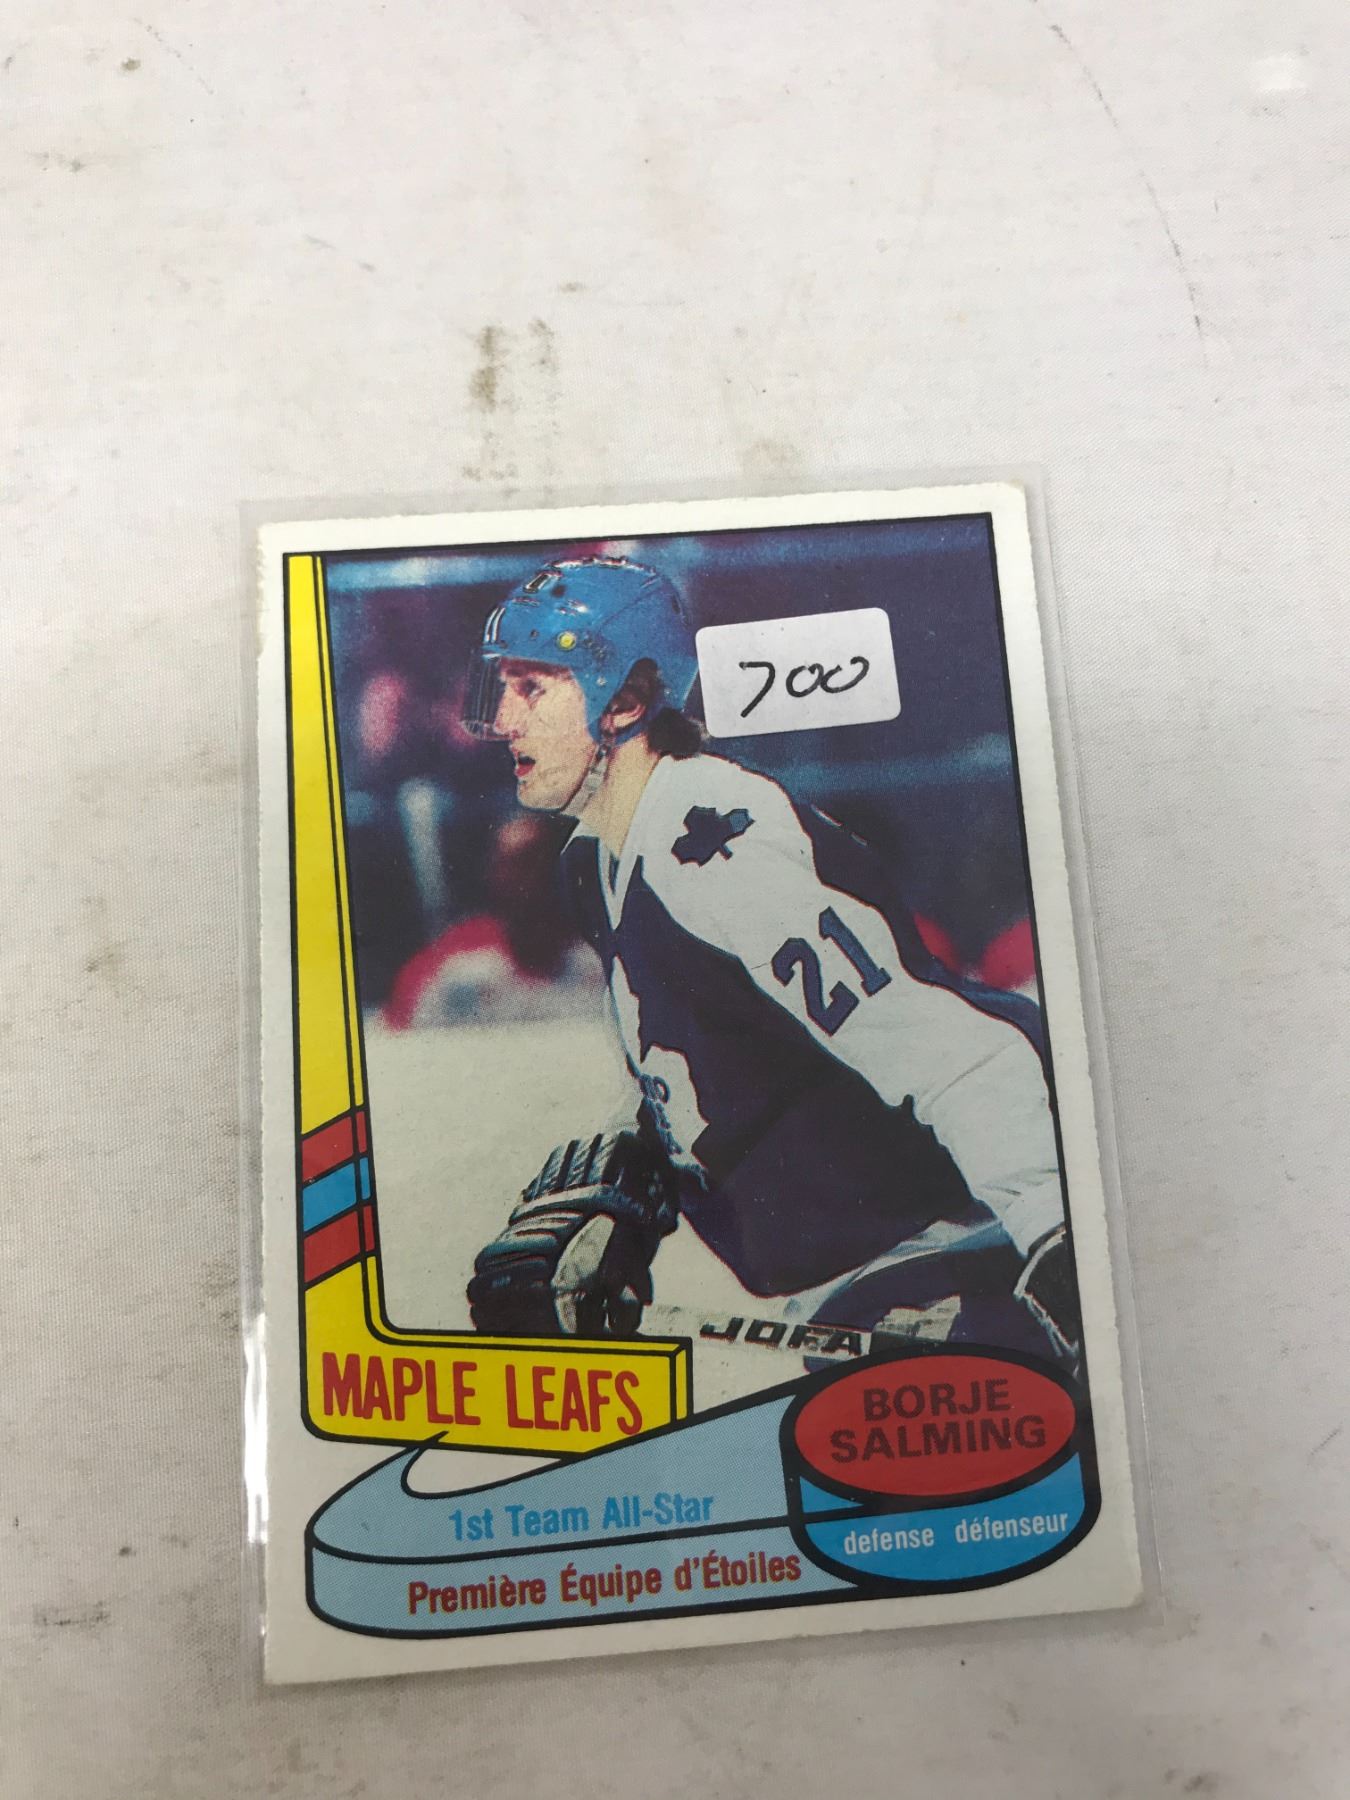 700
21
JOFA
MAPLE LEAFS
BORJE
SALMING
1st Team All-Star
defense défenseur
Première Équipe d'Étoiles